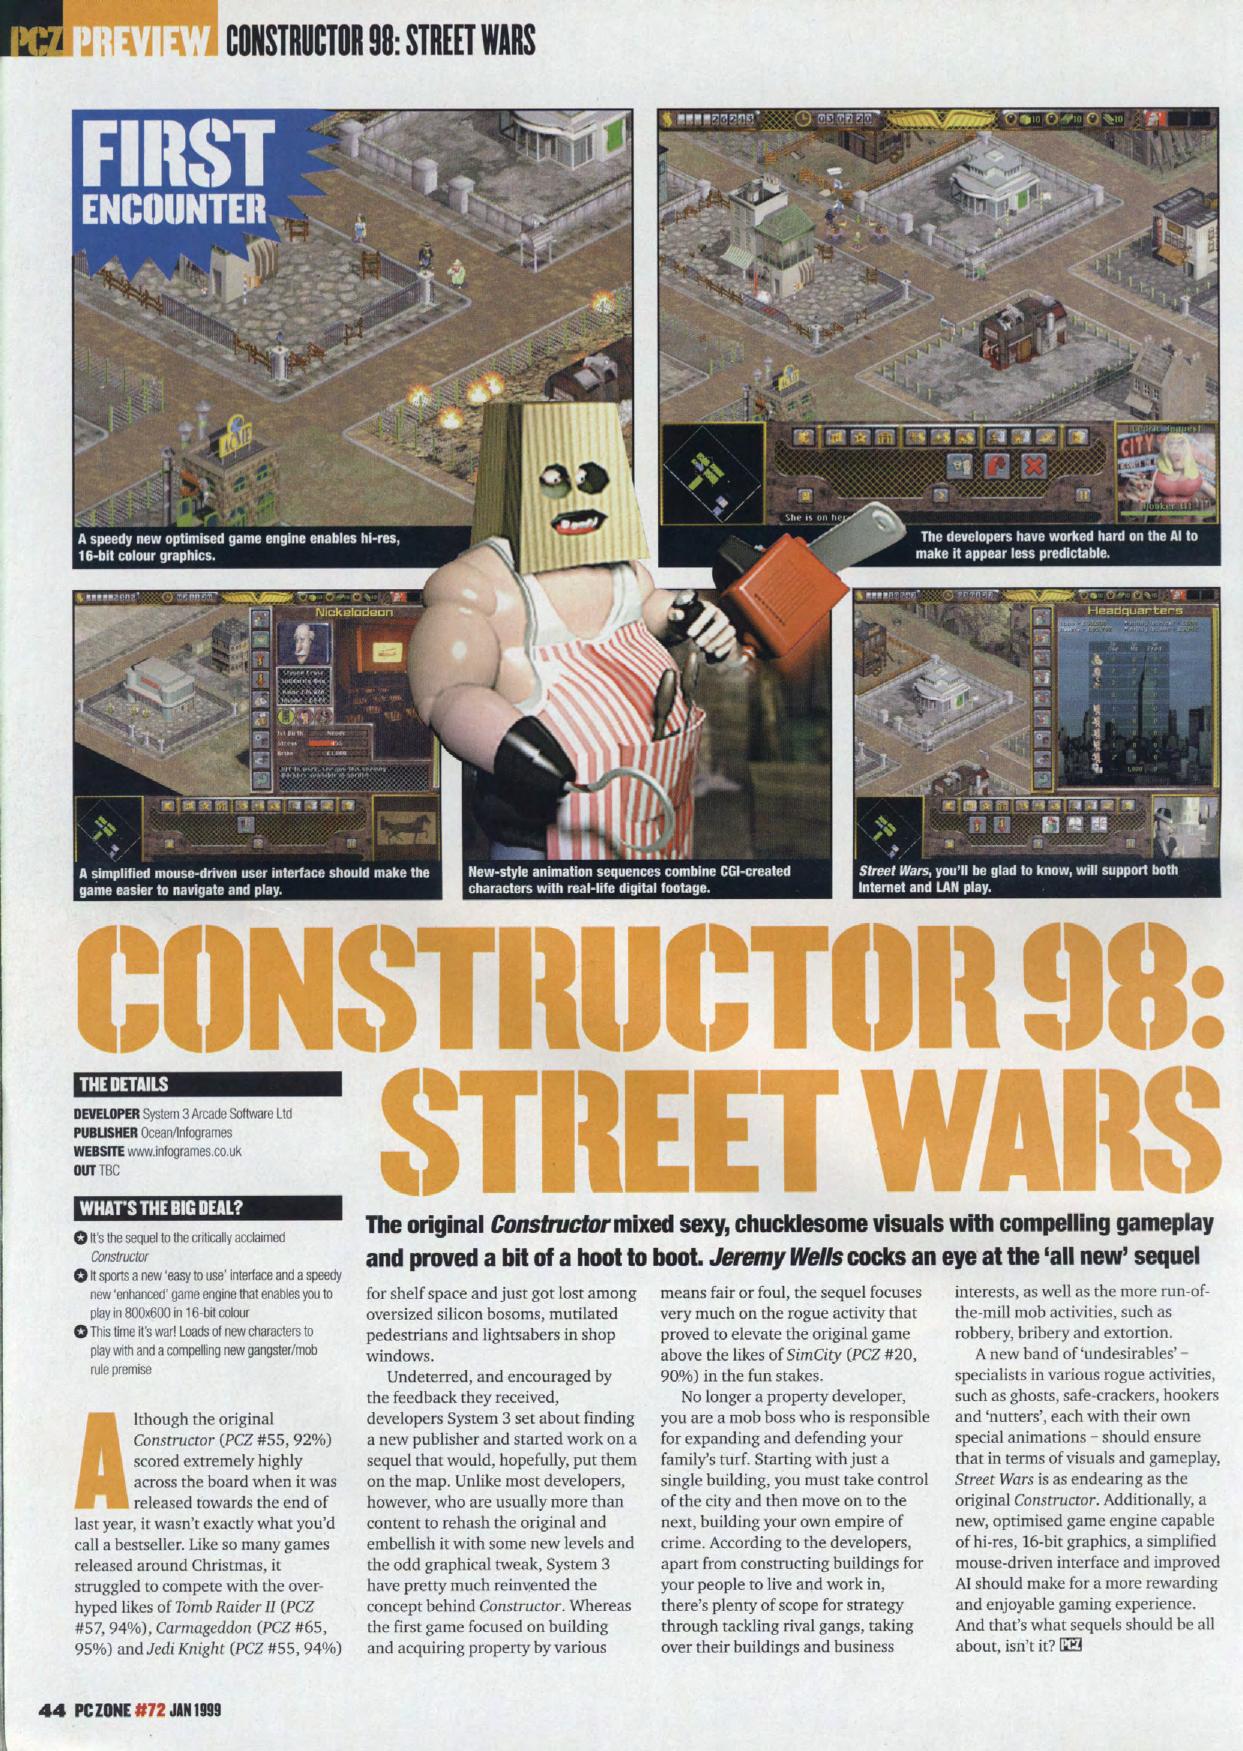 PCZ PREVIEW CONSTRUCTOR 98: STREET WARS
FIRST
ENCOUNTER
ACME
A speedy new optimised game engine enables hi-res,
16-bit colour graphics.
26245
ACME
CITY
She is on her
The developers have worked hard on the AI to
make it appear less predictable.
Nickelodeon
A simplified mouse-driven user interface should make the
game easier to navigate and play.
New-style animation sequences combine CGI-created
characters with real-life digital footage.
Headquarters
Street Wars, you'll be glad to know, will support both
Internet and LAN play.
CONSTRUCTOR 98:
STREET WARS
THE DETAILS
DEVELOPER System 3 Arcade Software Ltd
PUBLISHER Ocean/Infogrames
WEBSITE www.infogrames.co.uk
OUT TBC
WHAT'S THE BIG DEAL?
It's the sequel to the critically acclaimed
Constructor
It sports a new 'easy to use' interface and a speedy
new 'enhanced' game engine that enables you to
play in 800x600 in 16-bit colour
This time it's war! Loads of new characters to
play with and a compelling new gangster/mob
rule premise
The original Constructor mixed sexy, chucklesome visuals with compelling gameplay
and proved a bit of a hoot to boot. Jeremy Wells cocks an eye at the 'all new' sequel
Although the original
Constructor (PCZ #55, 92%)
scored extremely highly
across the board when it was
released towards the end of
last year, it wasn't exactly what you'd
call a bestseller. Like so many games
released around Christmas, it
struggled to compete with the over-
hyped likes of Tomb Raider II (PCZ
#57, 94%), Carmageddon (PCZ #65,
95%) and Jedi Knight (PCZ #55, 94%)
for shelf space and just got lost among
oversized silicon bosoms, mutilated
pedestrians and lightsabers in shop
windows.
Undeterred, and encouraged by
the feedback they received,
developers System 3 set about finding
a new publisher and started work on a
sequel that would, hopefully, put them
on the map. Unlike most developers,
however, who are usually more than
content to rehash the original and
embellish it with some new levels and
the odd graphical tweak, System 3
have pretty much reinvented the
concept behind Constructor. Whereas
the first game focused on building
and acquiring property by various
means fair or foul, the sequel focuses
very much on the rogue activity that
proved to elevate the original game
above the likes of SimCity (PCZ #20,
90%) in the fun stakes.
No longer a property developer,
you are a mob boss who is responsible
for expanding and defending your
family's turf. Starting with just a
single building, you must take control
of the city and then move on to the
next, building your own empire of
crime. According to the developers,
apart from constructing buildings for
your people to live and work in,
there's plenty of scope for strategy
through tackling rival gangs, taking
over their buildings and business
interests, as well as the more run-of-
the-mill mob activities, such as
robbery, bribery and extortion.
A new band of 'undesirables' –
specialists in various rogue activities,
such as ghosts, safe-crackers, hookers
and 'nutters', each with their own
special animations – should ensure
that in terms of visuals and gameplay,
Street Wars is as endearing as the
original Constructor. Additionally, a
new, optimised game engine capable
of hi-res, 16-bit graphics, a simplified
mouse-driven interface and improved
AI should make for a more rewarding
and enjoyable gaming experience.
And that's what sequels should be all
about, isn't it? PCZ
44 PC ZONE #72 JAN 1999